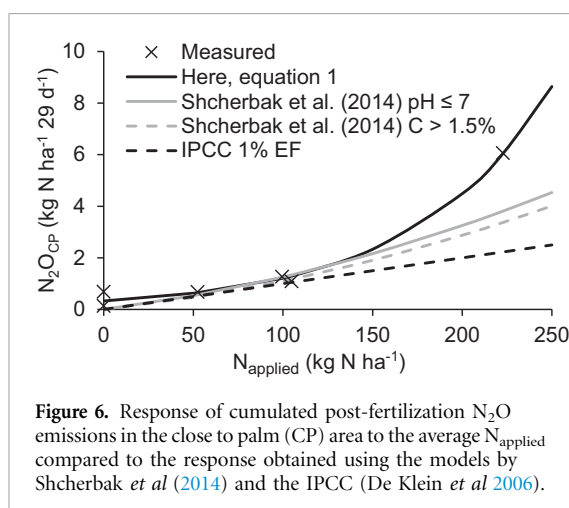 10
8
6
4
2
0
N₂O_CP (kg N ha⁻¹ 29 d⁻¹)
Measured
Here, equation 1
Shcherbak et al. (2014) pH ≤ 7
Shcherbak et al. (2014) C > 1.5%
IPCC 1% EF
0 50 100 150 200 250
N_applied (kg N ha⁻¹)
Figure 6. Response of cumulated post-fertilization N₂O
emissions in the close to palm (CP) area to the average N_applied
compared to the response obtained using the models by
Shcherbak et al (2014) and the IPCC (De Klein et al 2006).